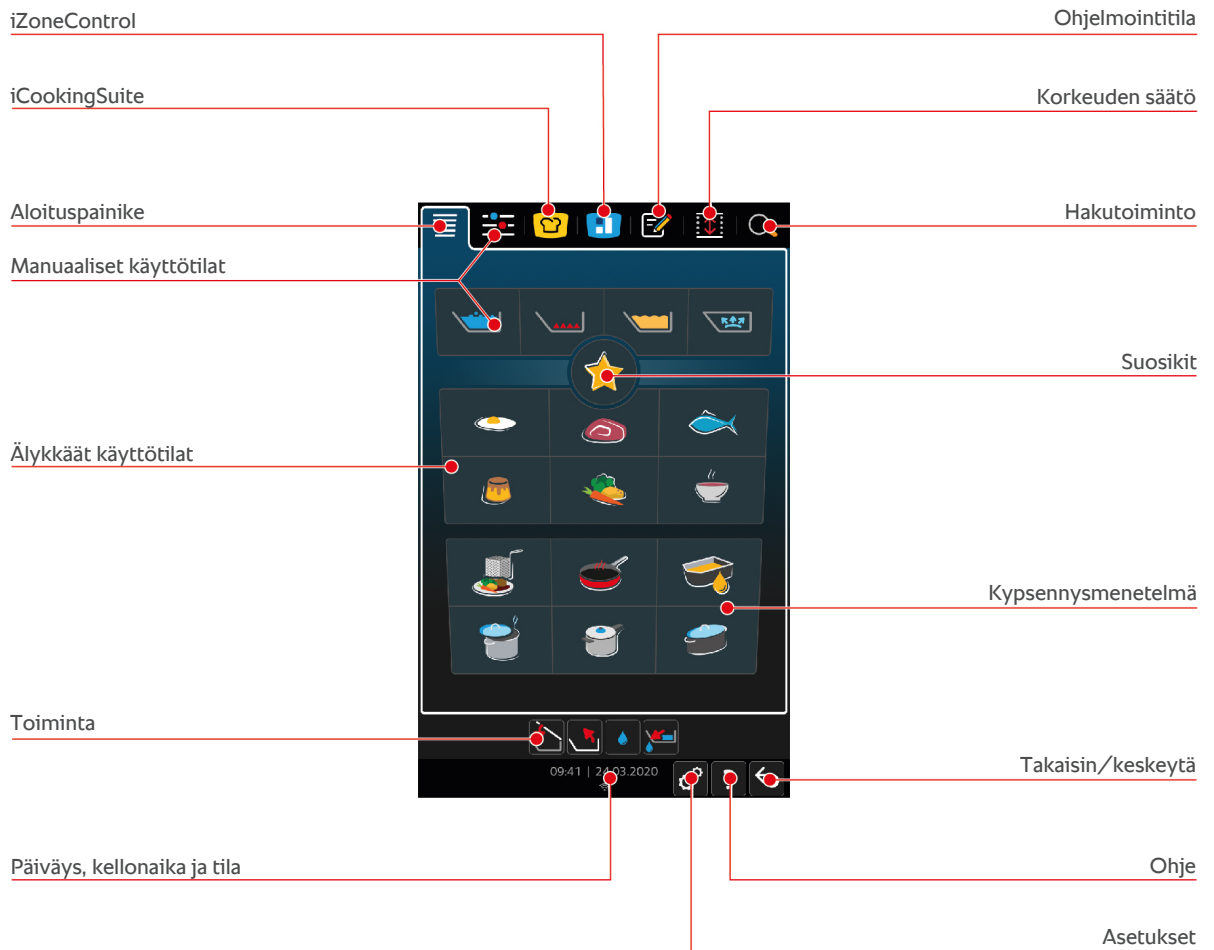 iZoneControl
Ohjelmointitila
iCookingSuite
Korkeuden säätö
Aloituspainike
Hakutoiminto
Manuaaliset käyttötilat
Suosikit
Älykkäät käyttötilat
Kypsennysmenetelmä
Toiminta
Takaisin/keskeytä
09:41 | 24.03.2020
Päiväys, kellonaika ja tila
Ohje
Asetukset